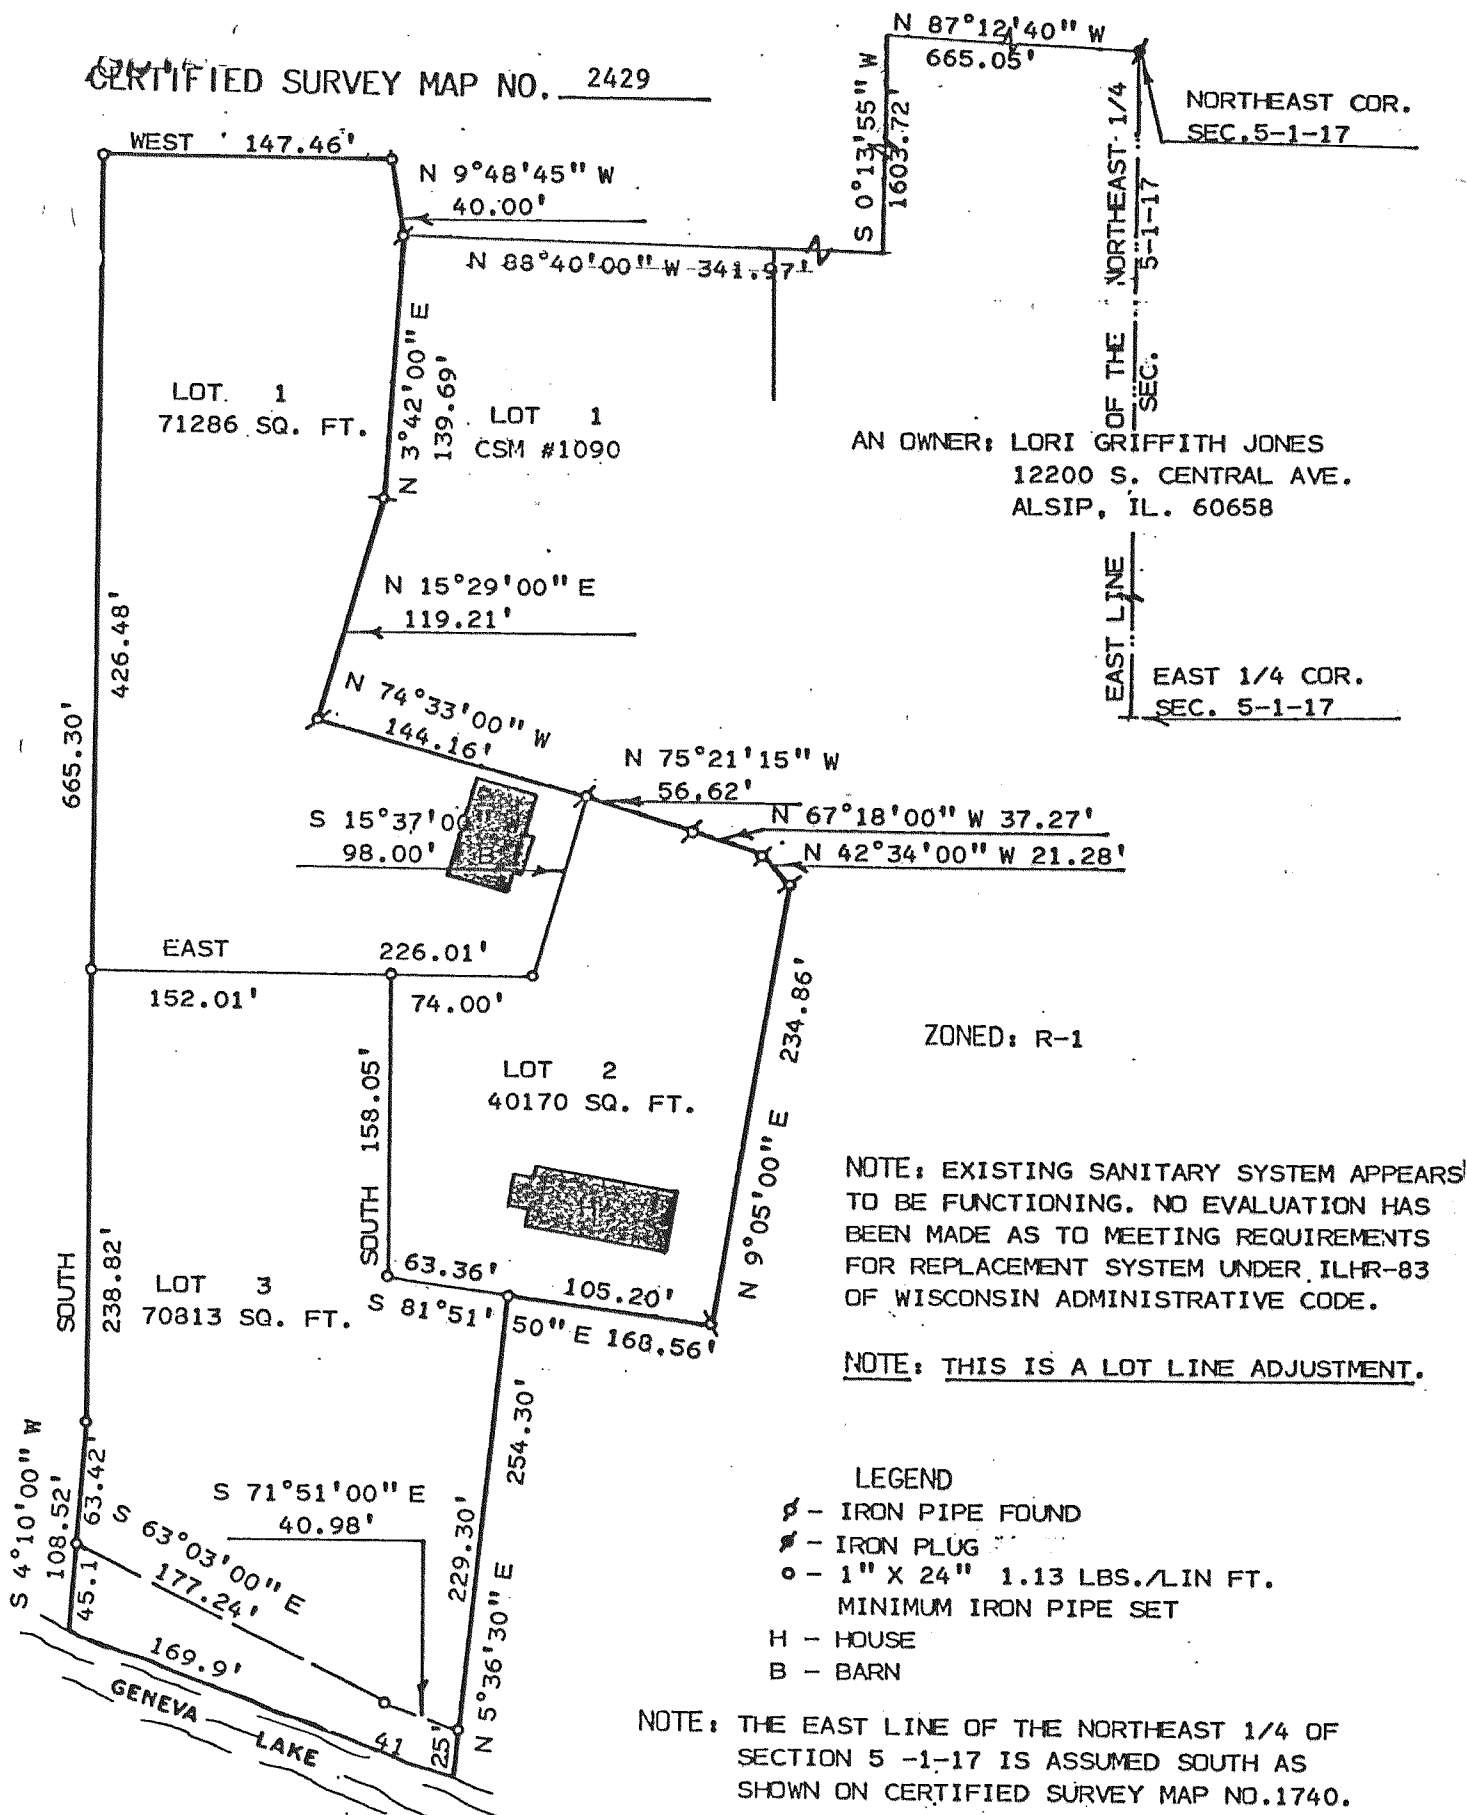 CERTIFIED SURVEY MAP NO. 2429
N 87°12'40" W
665.05'
S 0°13'55" W
1603.72'
NORTHEAST COR.
SEC.5-1-17
WEST 147.46'
N 9°48'45" W
40.00'
N 88°40'00" W 341.97'
EAST LINE OF THE NORTHEAST 1/4
SEC. 5-1-17
N 3°42'00" E
139.69'
LOT. 1
71286 SQ. FT.
LOT 1
CSM #1090
AN OWNER: LORI GRIFFITH JONES
12200 S. CENTRAL AVE.
ALSIP, IL. 60658
N 15°29'00" E
119.21'
426.48'
665.30'
EAST 1/4 COR.
SEC. 5-1-17
N 74°33'00" W
144.16'
N 75°21'15" W
56.62'
N 67°18'00" W 37.27'
N 42°34'00" W 21.28'
S 15°37'00
98.00'
B
EAST 226.01'
152.01' 74.00'
234.86'
N 9°05'00" E
ZONED: R-1
LOT 2
40170 SQ. FT.
SOUTH 158.05'
NOTE: EXISTING SANITARY SYSTEM APPEARS
TO BE FUNCTIONING. NO EVALUATION HAS
BEEN MADE AS TO MEETING REQUIREMENTS
FOR REPLACEMENT SYSTEM UNDER ILHR-83
OF WISCONSIN ADMINISTRATIVE CODE.
SOUTH
238.82'
LOT 3
70813 SQ. FT.
63.36' 105.20'
S 81°51'50" E 168.56'
NOTE: THIS IS A LOT LINE ADJUSTMENT.
254.30'
229.30'
N 5°36'30" E
S 4°10'00" W
108.52'
63.42'
45.1
S 71°51'00" E
40.98'
S 63°03'00" E
177.24'
169.9'
41
25'
GENEVA LAKE
LEGEND
- IRON PIPE FOUND
- IRON PLUG
- 1" X 24" 1.13 LBS./LIN FT.
MINIMUM IRON PIPE SET
H - HOUSE
B - BARN
NOTE: THE EAST LINE OF THE NORTHEAST 1/4 OF
SECTION 5 -1-17 IS ASSUMED SOUTH AS
SHOWN ON CERTIFIED SURVEY MAP NO.1740.